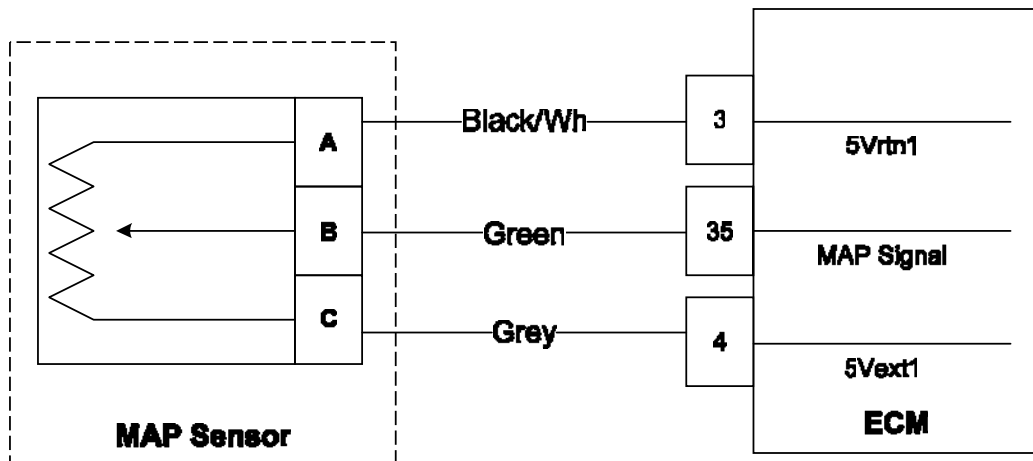 A
Black/Wh
3
5Vrtn1
B
Green
35
MAP Signal
C
Grey
4
5Vext1
MAP Sensor
ECM